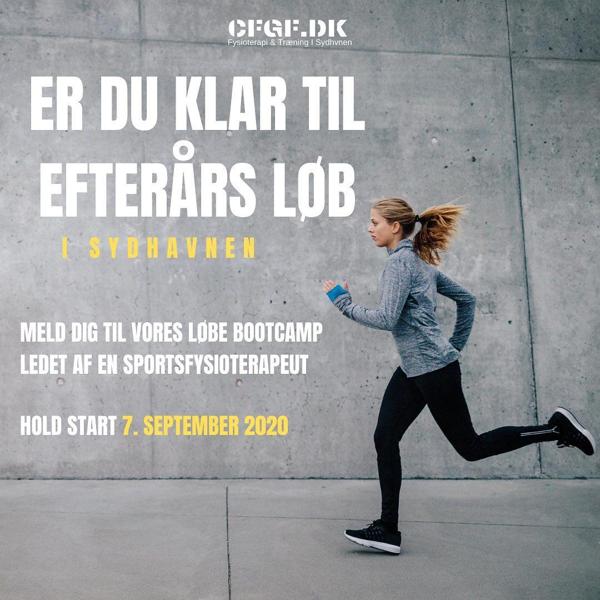 CFGF.DK
Fysioterapi & Træning I Sydhvnen
ER DU KLAR TIL
EFTERÅRS LØB
I SYDHAVNEN
MELD DIG TIL VORES LØBE BOOTCAMP
LEDET AF EN SPORTSFYSIOTERAPEUT
HOLD START 7. SEPTEMBER 2020